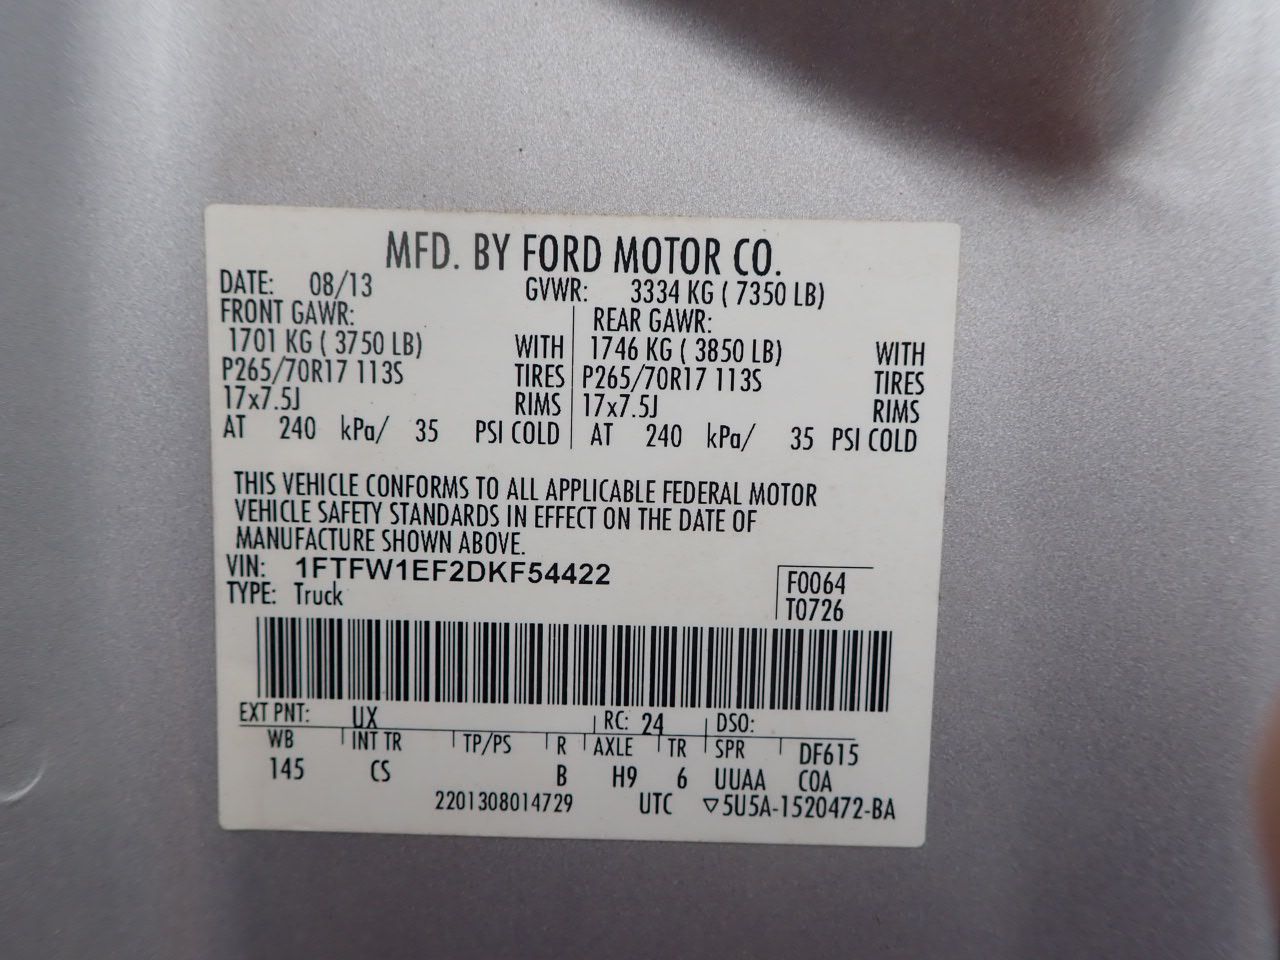 MFD. BY FORD MOTOR CO.
DATE: 08/13 GVWR: 3334 KG ( 7350 LB)
FRONT GAWR: REAR GAWR:
1701 KG ( 3750 LB) WITH 1746 KG ( 3850 LB) WITH
P265/70R17 113S TIRES P265/70R17 113S TIRES
17x7.5J RIMS 17x7.5J RIMS
AT 240 kPa/ 35 PSI COLD AT 240 kPa/ 35 PSI COLD
THIS VEHICLE CONFORMS TO ALL APPLICABLE FEDERAL MOTOR
VEHICLE SAFETY STANDARDS IN EFFECT ON THE DATE OF
MANUFACTURE SHOWN ABOVE.
VIN: 1FTFW1EF2DKF54422 F0064
TYPE: Truck T0726
EXT PNT: UX RC: 24 DSO:
WB INT TR TP/PS R AXLE TR SPR DF615
145 CS B H9 6 UUAA COA
2201308014729 UTC ▽5U5A-1520472-BA